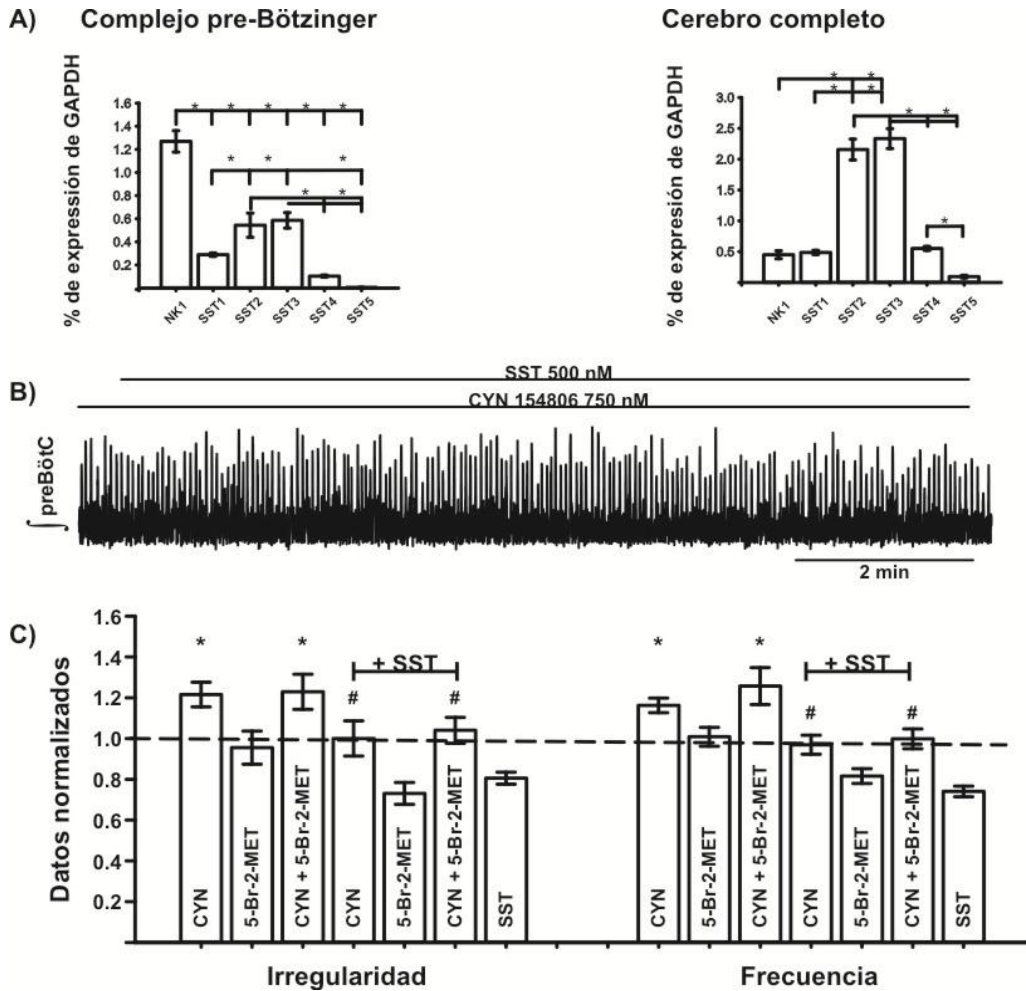 A) Complejo pre-Bötzinger
Cerebro completo
% de expressión de GAPDH
1.6
1.4
1.2
1.0
0.8
0.6
0.4
0.2
* * * * *
* * *
* *
NK1 SST1 SST2 SST3 SST4 SST5
% de expresión de GAPDH
3.0
2.5
2.0
1.5
1.0
0.5
* *
* *
* *
*
NK1 SST1 SST2 SST3 SST4 SST5
B)
SST 500 nM
CYN 154806 750 nM
∫ preBötC
2 min
C)
Datos normalizados
1.6
1.4
1.2
1.0
0.8
0.6
0.4
0.2
* *
+ SST
# #
CYN
5-Br-2-MET
CYN + 5-Br-2-MET
CYN
5-Br-2-MET
CYN + 5-Br-2-MET
SST
Irregularidad
* *
+ SST
# #
CYN
5-Br-2-MET
CYN + 5-Br-2-MET
CYN
5-Br-2-MET
CYN + 5-Br-2-MET
SST
Frecuencia